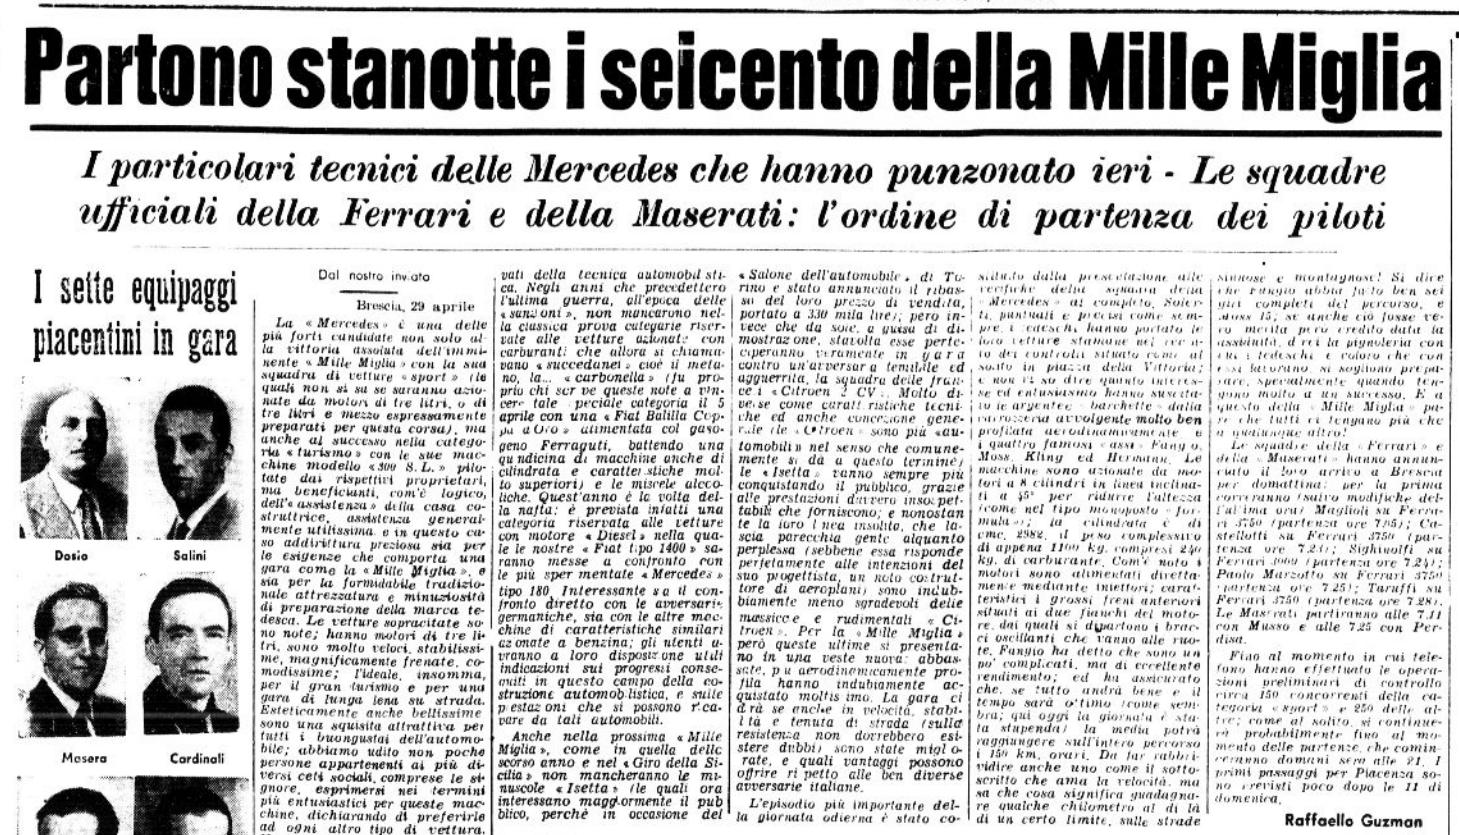 Partono stanotte i seicento della Mille Miglia
I particolari tecnici delle Mercedes che hanno punzonato ieri - Le squadre
ufficiali della Ferrari e della Maserati: l'ordine di partenza dei piloti
I sette equipaggi
piacentini in gara
Dosio
Salini
Masera
Cardinali
Dal nostro inviato
Brescia, 29 aprile
La « Mercedes » è una delle
più forti candidate non solo al-
la vittoria assoluta dell'immi-
nente « Mille Miglia » con la sua
squadra di vetture « sport » (le
quali non si sa se saranno azio-
nate da motori di tre litri, o di
tre litri e mezzo espressamente
preparati per questa corsa), ma
anche al successo nella catego-
ria « turismo » con le sue mac-
chine modello « 300 S.L. » pilo-
tate dai rispettivi proprietari,
ma beneficianti, com'è logico,
dell'« assistenza » della casa co-
struttrice, assistenza general-
mente utilissima, e in questo ca-
so addirittura preziosa sia per
le esigenze che comporta una
gara come la « Mille Miglia », e
sia per la formidabile tradizio-
nale attrezzatura e minuziosità
di preparazione della marca te-
desca. Le vetture sopracitate so-
no note; hanno motori di tre li-
tri, sono molto veloci, stabilissi-
me, magnificamente frenate, co-
modissime; l'ideale, insomma,
per il gran turismo e per una
gara di lunga lena su strada.
Esteticamente anche bellissime
sono una squisita attrattiva per
tutti i buongustai dell'automo-
bile; abbiamo udito non poche
persone appartenenti ai più di-
versi ceti sociali, comprese le si-
gnore, esprimersi nei termini
più entusiastici per queste mac-
chine, dichiarando di preferirle
ad ogni altro tipo di vettura.
vati della tecnica automobilisti-
ca. Negli anni che precedettero
l'ultima guerra, all'epoca delle
« sanzioni », non mancarono nel-
la classica prova categorie riser-
vate alle vetture azionate con
carburanti che allora si chiama-
vano « succedanei » cioè il meta-
no, la... « carbonella » (fu pro-
prio chi scrive queste note a vin-
cere tale speciale categoria il 5
aprile con una « Fiat Balilla Cop-
pa d'Oro » alimentata col gaso-
geno Ferraguti, battendo una
quindicina di macchine anche di
cilindrata e caratteristiche mol-
to superiori) e le miscele alcco-
liche. Quest'anno è la volta del-
la nafta: è prevista infatti una
categoria riservata alle vetture
con motore « Diesel » nella qua-
le le nostre « Fiat tipo 1400 » sa-
ranno messe a confronto con
le più sperimentate « Mercedes »
tipo 180. Interessante sia il con-
fronto diretto con le avversarie
germaniche, sia con le altre mac-
chine di caratteristiche similari
azionate a benzina; gli utenti a-
vranno a loro disposizione utili
indicazioni sui progressi conse-
guiti in questo campo della co-
struzione automobilistica, e sulle
prestazioni che si possono rica-
vare da tali automobili.
Anche nella prossima « Mille
Miglia », come in quella dello
scorso anno e nel « Giro della Si-
cilia » non mancheranno le mi-
nuscole « Isetta » (le quali ora
interessano maggiormente il pub
blico, perchè in occasione del
« Salone dell'automobile » di To-
rino è stato annunciato il ribas-
so del loro prezzo di vendita,
portato a 330 mila lire); però in-
vece che da sole, a guisa di di-
mostrazione, stavolta esse parte-
ciperanno veramente in gara
contro un'avversaria temibile ed
agguerrita, la squadra delle fran-
cesi « Citroen 2 CV ». Molto di-
verse come caratteristiche tecni-
che ed anche concezione gene-
rale (le « Citroen » sono più « au-
tomobili » nel senso che comune-
mente si dà a questo termine)
le « Isetta » vanno sempre più
conquistando il pubblico, grazie
alle prestazioni davvero insospet-
tabili che forniscono; e nonostan-
te la loro linea insolita, che la-
scia parecchia gente alquanto
perplessa (sebbene essa risponde
perfetamente alle intenzioni del
suo progettista, un noto costrut-
tore di aeroplani) sono indub-
biamente meno sgradevoli delle
massicce e rudimentali « Ci-
troen ». Per la « Mille Miglia »
però queste ultime si presenta-
no in una veste nuova: abbas-
sate, più aerodinamicamente pro-
fila hanno indubiamente ac-
quistato moltissimo. La gara ci
dirà se anche in velocità, stabi-
lità e tenuta di strada (sulla
resistenza non dovrebbero esi-
stere dubbi) sono state miglio-
rate, e quali vantaggi possono
offrire rispetto alle ben diverse
avversarie italiane.
L'episodio più importante del-
la giornata odierna è stato co-
stituito dalla presentazione alle
verifiche della squadra della
« Mercedes » al completo. Soler-
ti, puntuali e precisi come sem-
pre, i tedeschi hanno portato le
loro vetture stamane nel recin-
to dei controlli situato come al
solito in piazza della Vittoria;
e non vi so dire quanto interes-
se ed entusiasmo hanno suscita-
to le argentee « barchette » dalla
carrozzeria avvolgente molto ben
profilata aerodinamicamente e
i quattro famosi « assi » Fangio,
Moss, Kling ed Hermann. Le
macchine sono azionate da mo-
tori a 8 cilindri in linea inclina-
ti a 45° per ridurre l'altezza
(come nel tipo monoposto « for-
mula »); la cilindrata è di
cmc. 2982, il peso complessivo
di appena 1100 kg. compresi 240
kg. di carburante. Com'è noto i
motori sono alimentati diretta-
mente mediante iniettori; carat-
teristici i grossi freni anteriori
situati ai due fianchi del moto-
re, dai quali si dipartono i brac-
ci oscillanti che vanno alle ruo-
te. Fangio ha detto che sono un
po' complicati, ma di eccellente
rendimento; ed ha assicurato
che, se tutto andrà bene e il
tempo sarà ottimo (come sem-
bra; qui oggi la giornata è sta-
ta stupenda) la media potrà
raggiungere sull'intero percorso
i 150 km. orari. Da far rabbri-
vidire anche uno come il sotto-
scritto che ama la velocità, ma
sa che cosa significa guadagna-
re qualche chilometro al di là
di un certo limite, sulle strade
sinuose e montagnose! Si dice
che Fangio abbia fatto ben sei
giri completi del percorso, e
Moss 15; se anche ciò fosse ve-
ro merita però credito data la
assiduità, direi la pignoleria con
cui i tedeschi e coloro che con
essi lavorano, si sogliono prepa-
rare, specialmente quando ten-
gono molto a un successo. E a
questo della « Mille Miglia » pa-
re che tutti ci tengano più che
a qualunque altro!
Le squadre della « Ferrari » e
della « Maserati » hanno annun-
ciato il loro arrivo a Brescia
per domattina: per la prima
correranno (salvo modifiche del-
l'ultima ora) Maglioli su Ferra-
ri 3750 (partenza ore 7.05); Ca-
stellotti su Ferrari 3750 (par-
tenza ore 7.23); Sighinolfi su
Ferrari 3000 (partenza ore 7.24);
Paolo Marzotto su Ferrari 3750
(partenza ore 7.25); Taruffi su
Ferrari 3750 (partenza ore 7.28).
Le Maserati partiranno alle 7.11
con Musso e alle 7.25 con Per-
disa.
Fino al momento in cui tele-
fono hanno effettuato le opera-
zioni preliminari di controllo
circa 150 concorrenti della ca-
tegoria « sport » e 250 delle al-
tre; come al solito, si continue-
rà probabilmente fino al mo-
mento delle partenze, che comin-
ceranno domani sera alle 21. I
primi passaggi per Piacenza so-
no previsti poco dopo le 11 di
domenica.
Raffaello Guzman